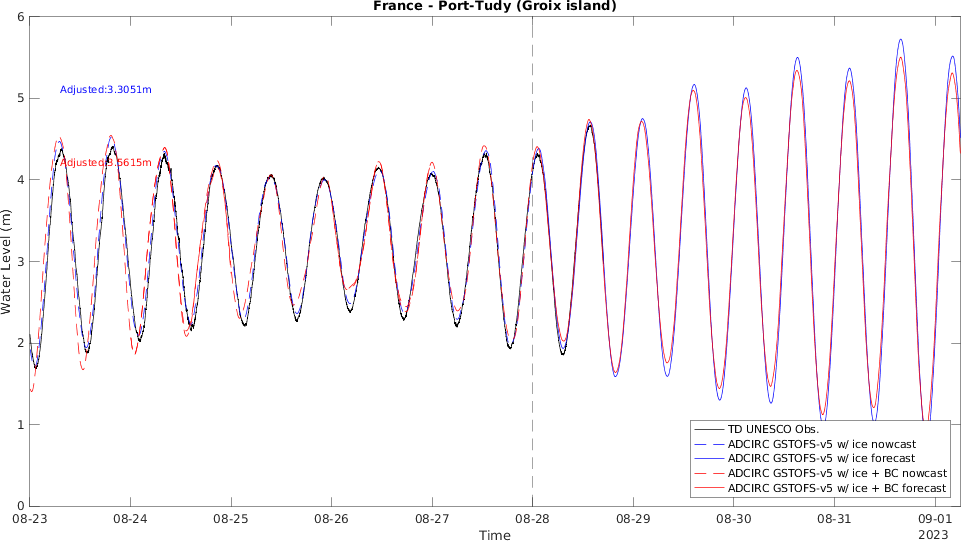 France - Port-Tudy (Groix island)
6
5
4
3
2
1
0
Water Level (m)
Adjusted:3.3051m
Adjusted:3.5615m
TD UNESCO Obs.
ADCIRC GSTOFS-v5 w/ ice nowcast
ADCIRC GSTOFS-v5 w/ ice forecast
ADCIRC GSTOFS-v5 w/ ice + BC nowcast
ADCIRC GSTOFS-v5 w/ ice + BC forecast
08-23 08-24 08-25 08-26 08-27 08-28 08-29 08-30 08-31 09-01
Time
2023